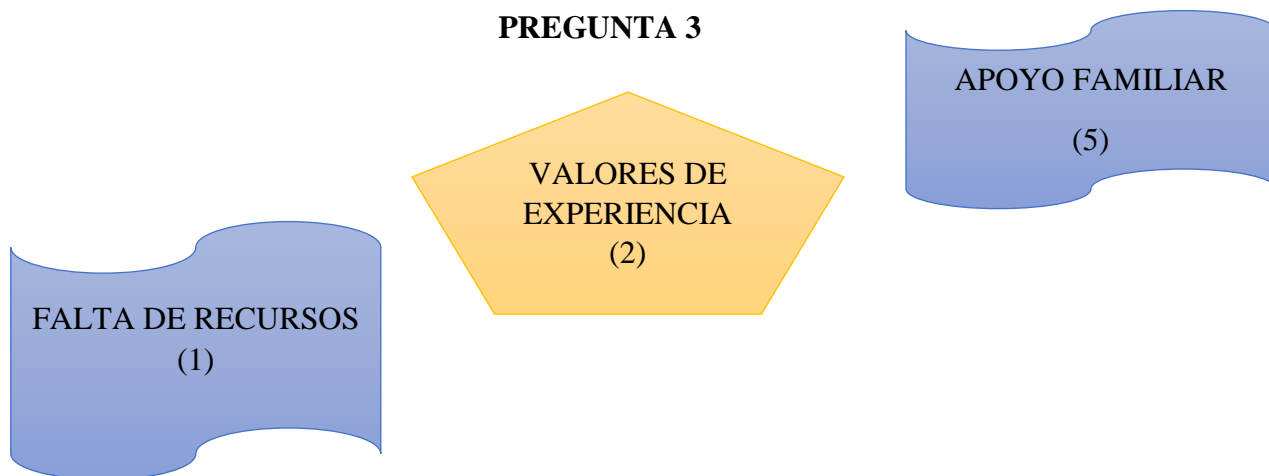 PREGUNTA 3
APOYO FAMILIAR
(5)
VALORES DE
EXPERIENCIA
(2)
FALTA DE RECURSOS
(1)